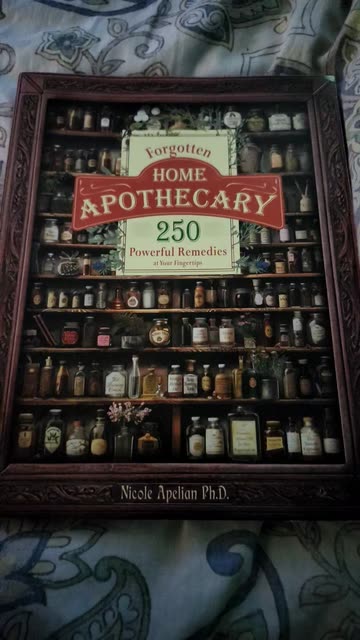 Forgotten
HOME
APOTHECARY
250
Powerful Remedies
at Your Fingertips
Nicole Apelian Ph.D.